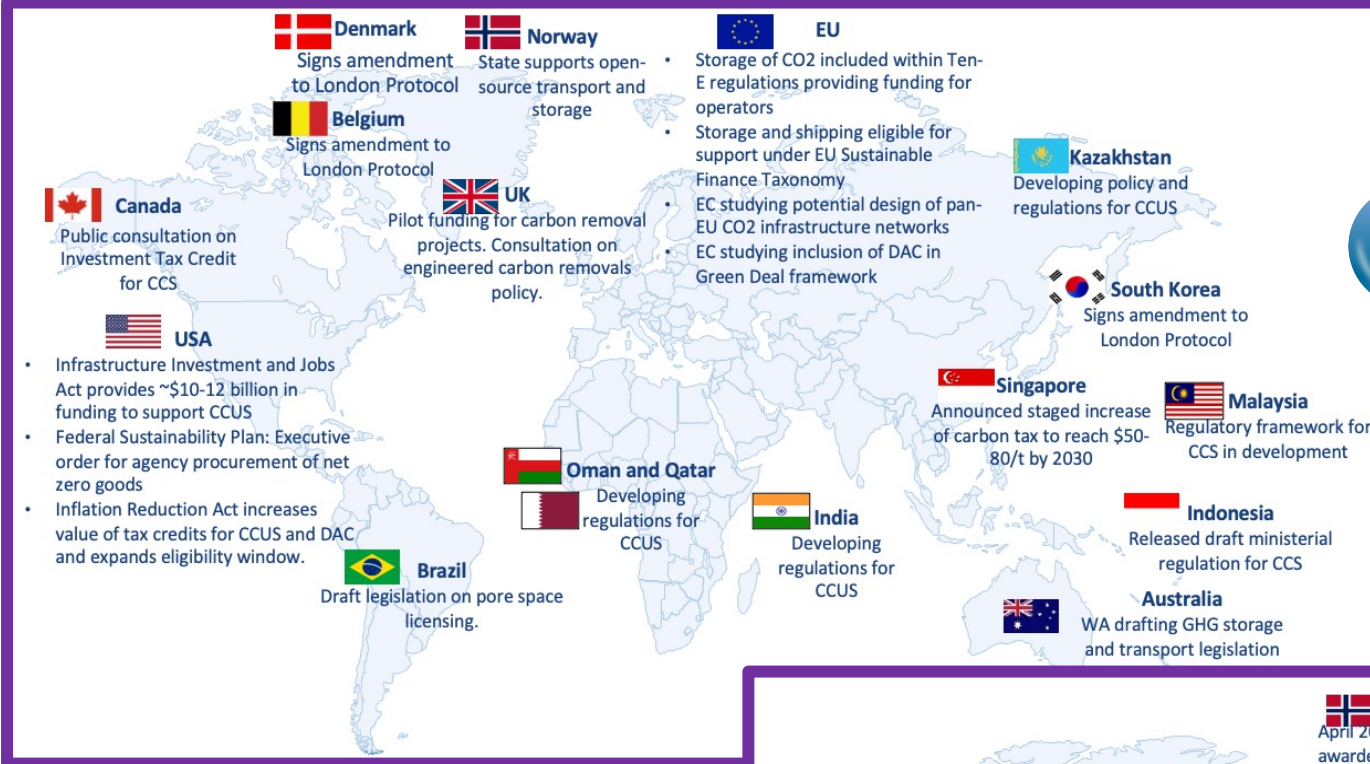 Denmark
Signs amendment
to London Protocol
Norway
State supports open-
source transport and
storage
EU
• Storage of CO2 included within Ten-
E regulations providing funding for
operators
• Storage and shipping eligible for
support under EU Sustainable
Finance Taxonomy
• EC studying potential design of pan-
EU CO2 infrastructure networks
• EC studying inclusion of DAC in
Green Deal framework
Belgium
Signs amendment to
London Protocol
Kazakhstan
Developing policy and
regulations for CCUS
Canada
Public consultation on
Investment Tax Credit
for CCS
UK
Pilot funding for carbon removal
projects. Consultation on
engineered carbon removals
policy.
South Korea
Signs amendment to
London Protocol
USA
• Infrastructure Investment and Jobs
Act provides ~$10-12 billion in
funding to support CCUS
• Federal Sustainability Plan: Executive
order for agency procurement of net
zero goods
• Inflation Reduction Act increases
value of tax credits for CCUS and DAC
and expands eligibility window.
Singapore
Announced staged increase
of carbon tax to reach $50-
80/t by 2030
Malaysia
Regulatory framework for
CCS in development
Oman and Qatar
Developing
regulations for
CCUS
India
Developing
regulations for
CCUS
Indonesia
Released draft ministerial
regulation for CCS
Brazil
Draft legislation on pore space
licensing.
Australia
WA drafting GHG storage
and transport legislation
April